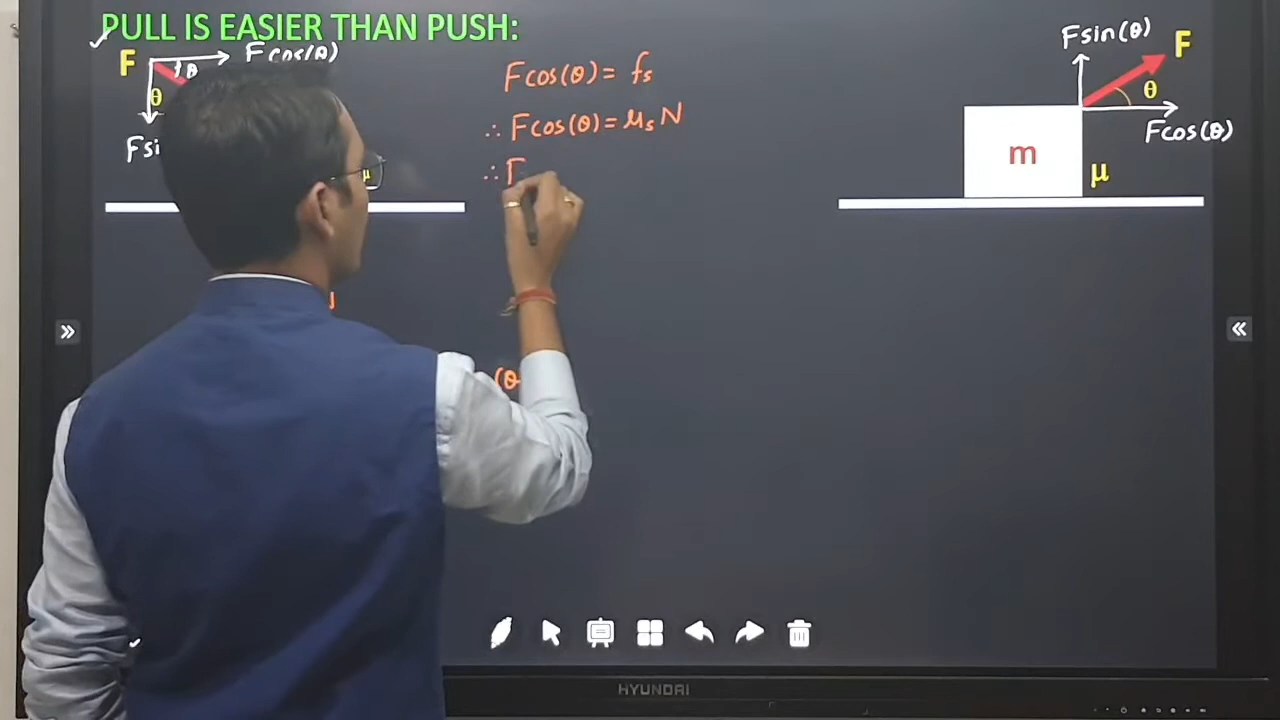 PULL IS EASIER THAN PUSH:
F
F cos(θ)
θ
θ
Fsi
μ
F cos(θ) = fs
∴ F cos(θ) = μs N
∴ F
(θ
Fsin(θ)
F
θ
Fcos(θ)
m
μ
HYUNDAI